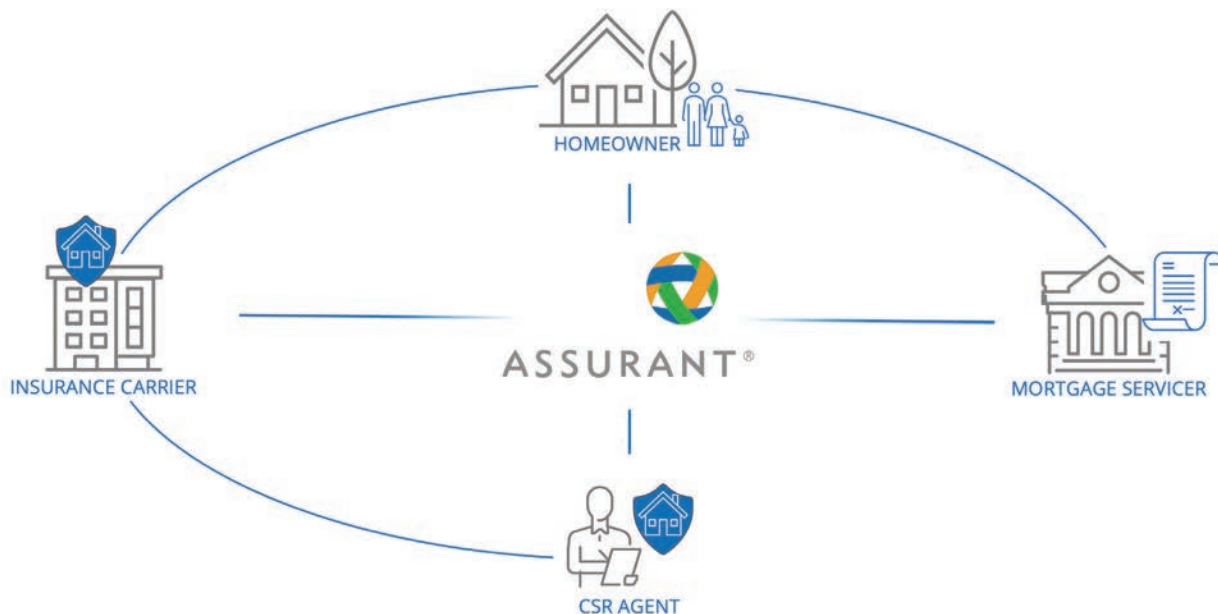 HOMEOWNER
INSURANCE CARRIER
ASSURANT®
MORTGAGE SERVICER
CSR AGENT